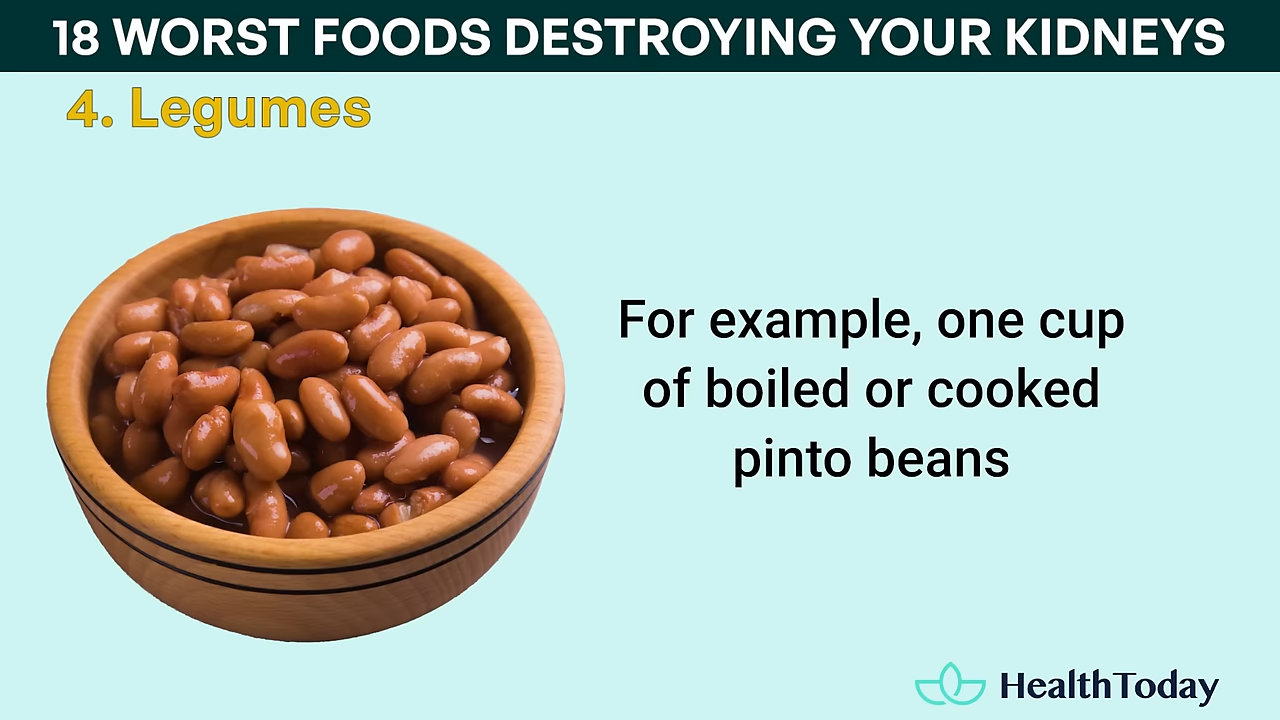 18 WORST FOODS DESTROYING YOUR KIDNEYS
4. Legumes
For example, one cup
of boiled or cooked
pinto beans
HealthToday